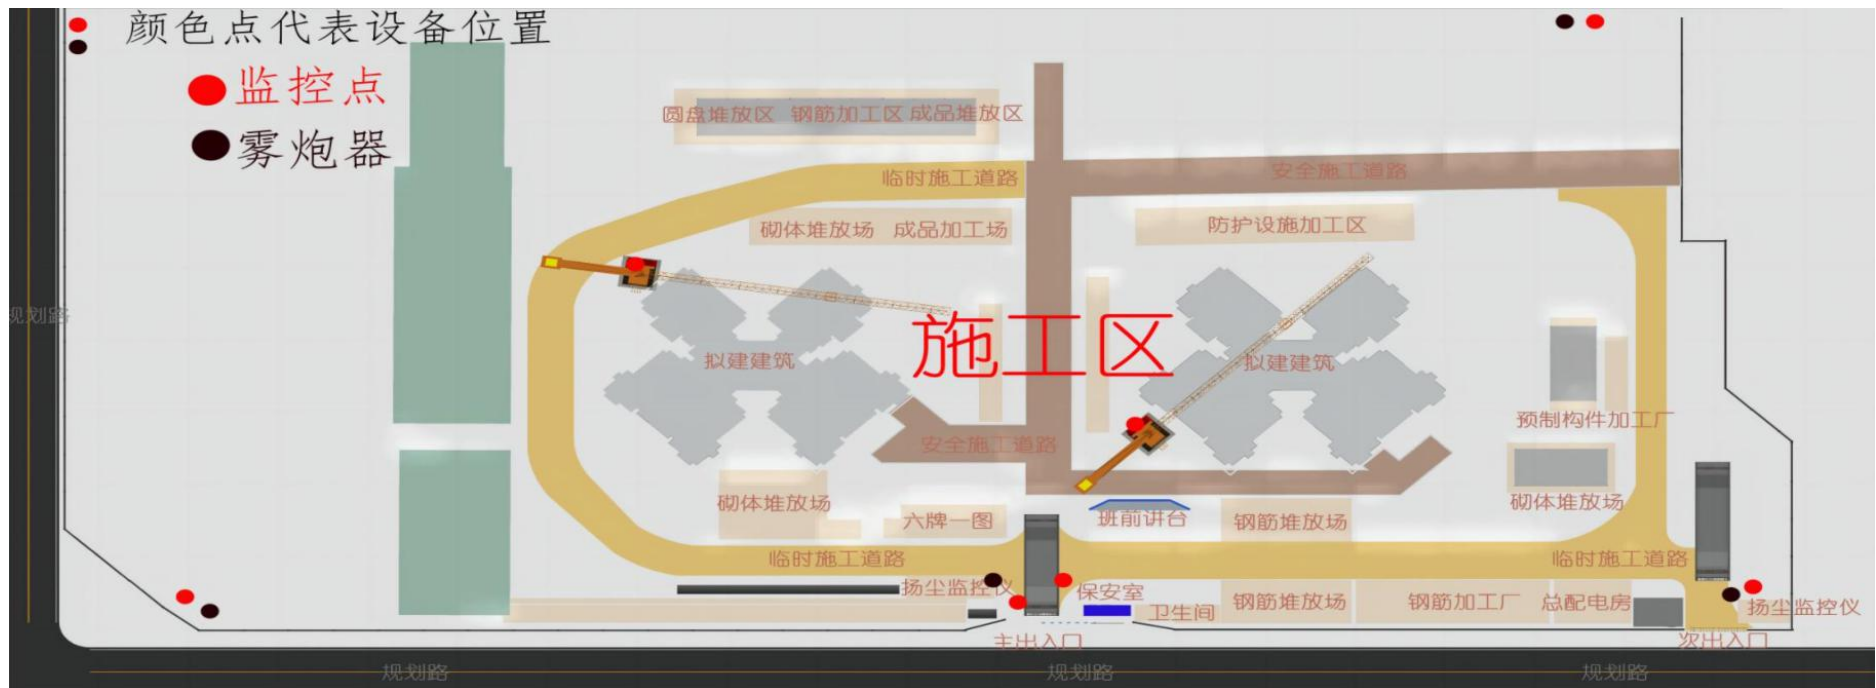 颜色点代表设备位置
监控点
雾炮器
圆盘堆放区 钢筋加工区 成品堆放区
临时施工道路
安全施工道路
砌体堆放场 成品加工场
防护设施加工区
规划路
施工区
拟建建筑
拟建建筑
预制构件加工厂
安全施工道路
砌体堆放场
六牌一图
班前讲台
钢筋堆放场
砌体堆放场
临时施工道路
临时施工道路
扬尘监控仪
保安室
卫生间
钢筋堆放场
钢筋加工厂
总配电房
扬尘监控仪
主出入口
次出入口
规划路
规划路
规划路